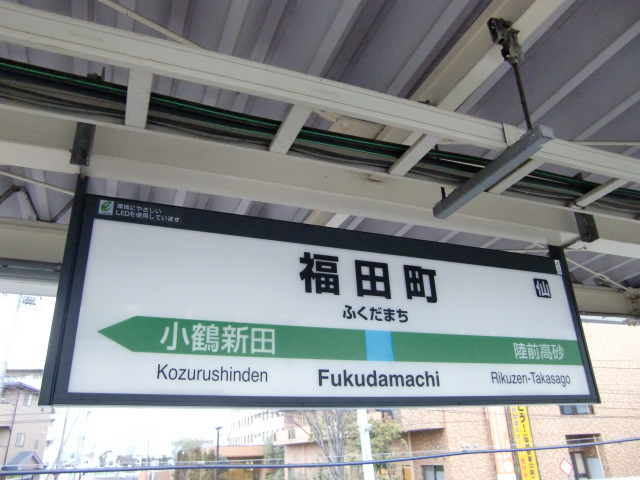 環境にやさしい
LEDを使用しています
福田町
仙
ふくだまち
小鶴新田
陸前高砂
Kozurushinden
Fukudamachi
Rikuzen-Takasago